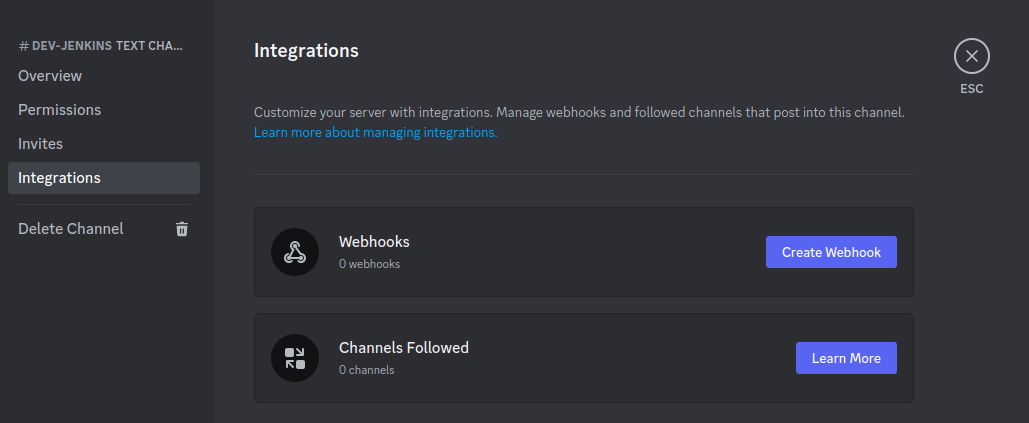 # DEV-JENKINS TEXT CHA...
Overview
Permissions
Invites
Integrations
Delete Channel
Integrations
ESC
Customize your server with integrations. Manage webhooks and followed channels that post into this channel.
Learn more about managing integrations.
Webhooks
0 webhooks
Create Webhook
Channels Followed
0 channels
Learn More